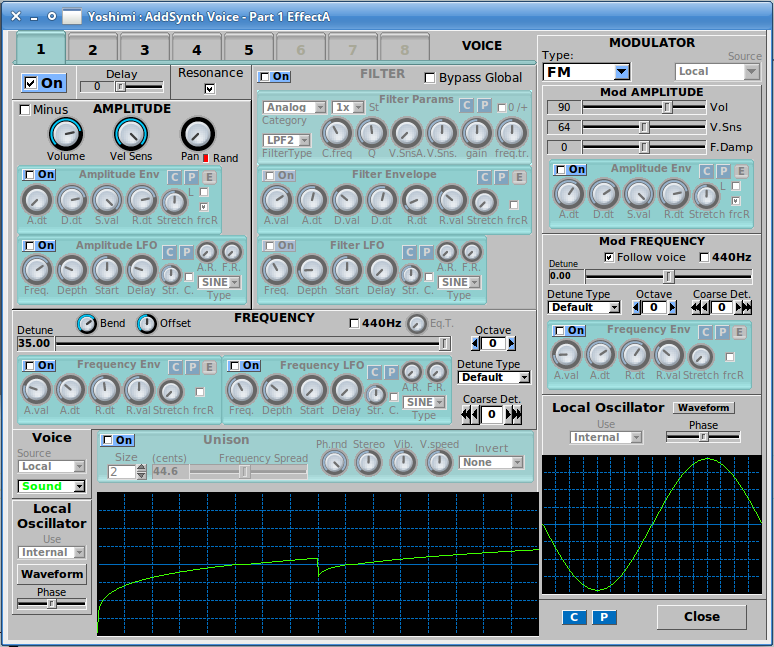 Yoshimi : AddSynth Voice - Part 1 EffectA
1 2 3 4 5 6 7 8 VOICE
On
Delay
0
Resonance
Minus AMPLITUDE
Volume Vel Sens Pan Rand
On Amplitude Env C P E
A.dt D.dt S.val R.dt Stretch frcR
L
On Amplitude LFO C P
A.R. F.R.
Freq. Depth Start Delay Str. C.
SINE
Type
On FILTER Bypass Global
Filter Params C P 0 / +
Analog 1x St
Category
LPF2
FilterType C.freq Q V.SnsA. V.Sns. gain freq.tr.
On Filter Envelope C P E
A.val A.dt D.val D.dt R.dt R.val Stretch frcR
On Filter LFO C P
A.R. F.R.
Freq. Depth Start Delay Str. C.
SINE
Type
Bend Offset FREQUENCY 440Hz Eq.T.
Detune
35.00
Octave
0
Detune Type
Default
Coarse Det.
0
On Frequency Env C P E
A.val A.dt R.dt R.val Stretch frcR
On Frequency LFO C P
A.R. F.R.
Freq. Depth Start Delay Str. C.
SINE
Type
Voice
Source
Local
Sound
Local
Oscillator
Use
Internal
Waveform
Phase
On Unison
Size (cents) Frequency Spread
2 44.6
Ph.rnd Stereo Vib. V.speed Invert
None
MODULATOR
Type: Source
FM Local
Mod AMPLITUDE
90 Vol
64 V.Sns
0 F.Damp
On Amplitude Env C P E
A.dt D.dt S.val R.dt Stretch frcR
L
Mod FREQUENCY
Follow voice 440Hz
Detune
0.00
Detune Type Octave Coarse Det.
Default 0 0
On Frequency Env C P E
A.val A.dt R.dt R.val Stretch frcR
Local Oscillator Waveform
Use Phase
Internal
C P Close